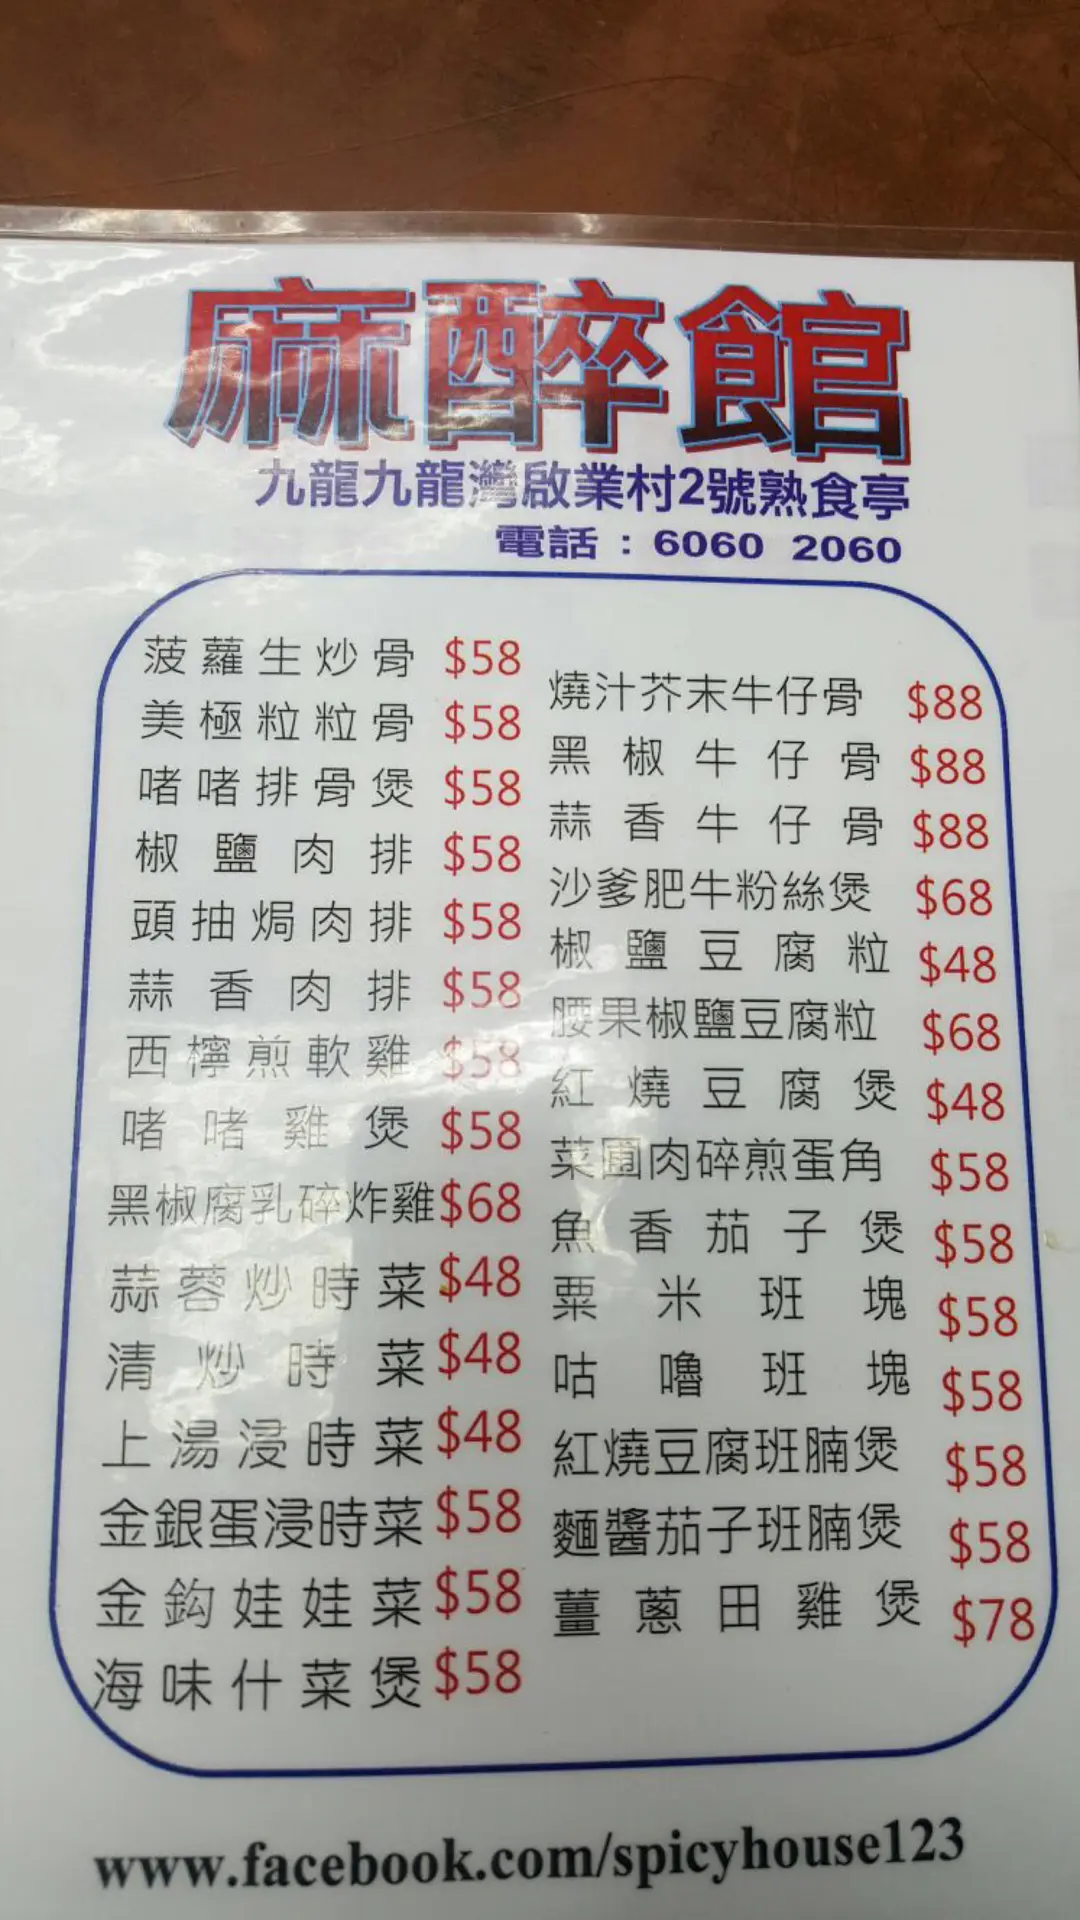 麻醉館
九龍九龍灣啟業村2號熟食亭
電話：6060 2060
菠蘿生炒骨 $58
美極粒粒骨 $58
啫啫排骨煲 $58
椒鹽肉排 $58
頭抽焗肉排 $58
蒜香肉排 $58
西檸煎軟雞 $58
啫啫雞煲 $58
黑椒腐乳碎炸雞 $68
蒜蓉炒時菜 $48
清炒時菜 $48
上湯浸時菜 $48
金銀蛋浸時菜 $58
金鈎娃娃菜 $58
海味什菜煲 $58
燒汁芥末牛仔骨 $88
黑椒牛仔骨 $88
蒜香牛仔骨 $88
沙爹肥牛粉絲煲 $68
椒鹽豆腐粒 $48
腰果椒鹽豆腐粒 $68
紅燒豆腐煲 $48
菜圃肉碎煎蛋角 $58
魚香茄子煲 $58
粟米班塊 $58
咕嚕班塊 $58
紅燒豆腐班腩煲 $58
麵醬茄子班腩煲 $58
薑蔥田雞煲 $78
www.facebook.com/spicyhouse123